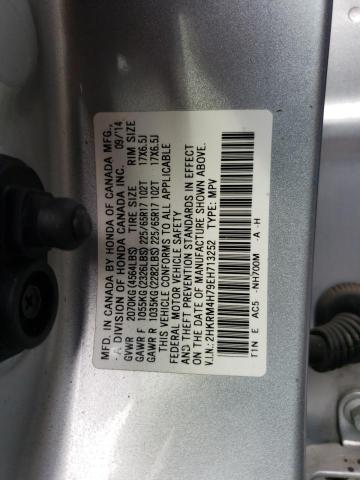 MFD. IN CANADA BY HONDA OF CANADA MFG.,
A DIVISION OF HONDA CANADA INC. 09/14
GVWR 2070KG(4564LBS) TIRE SIZE RIM SIZE
GAWR F 1055KG(2326LBS) 225/65R17 102T 17X6.5J
GAWR R 1035KG(2282LBS) 225/65R17 102T 17X6.5J
THIS VEHICLE CONFORMS TO ALL APPLICABLE
FEDERAL MOTOR VEHICLE SAFETY
AND THEFT PREVENTION STANDARDS IN EFFECT
ON THE DATE OF MANUFACTURE SHOWN ABOVE.
V.I.N.: 2HKRM4H79EH713252 TYPE: MPV
T1N E AC5 NH700M A H